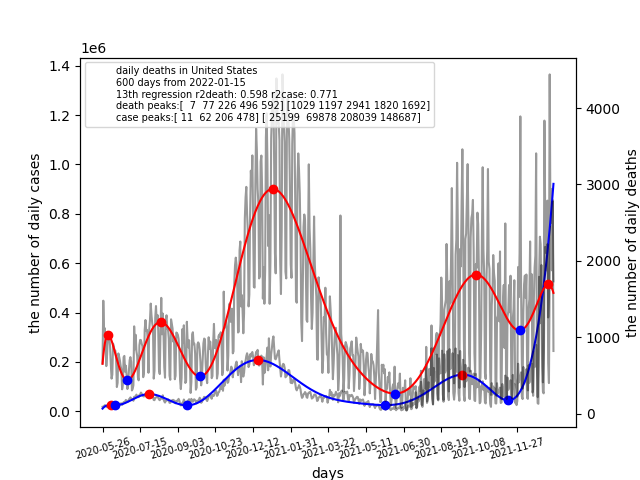 1e6
daily deaths in United States
600 days from 2022-01-15
13th regression r2death: 0.598 r2case: 0.771
death peaks:[  7  77 226 496 592] [1029 1197 2941 1820 1692]
case peaks:[ 11  62 206 478] [ 25199  69878 208039 148687]
1.4
1.2
1.0
0.8
0.6
0.4
0.2
0.0
the number of daily cases
4000
3000
2000
1000
0
the number of daily deaths
2020-05-26
2020-07-15
2020-09-03
2020-10-23
2020-12-12
2021-01-31
2021-03-22
2021-05-11
2021-06-30
2021-08-19
2021-10-08
2021-11-27
days